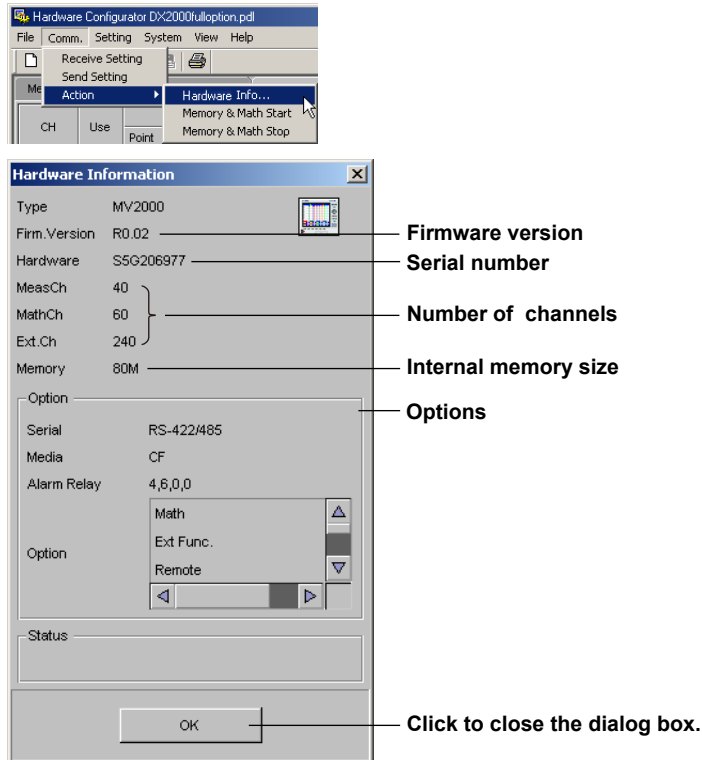 Hardware Configurator DX2000fulloption.pdl
File Comm. Setting System View Help
Receive Setting
Send Setting
Me
Action
Hardware Info...
Memory & Math Start
Memory & Math Stop
CH Use Point
Hardware Information
Type MV2000
Firm.Version R0.02 Firmware version
Hardware S5G206977 Serial number
MeasCh 40
MathCh 60 Number of channels
Ext.Ch 240
Memory 80M Internal memory size
Option Options
Serial RS-422/485
Media CF
Alarm Relay 4,6,0,0
Option
Math
Ext Func.
Remote
Status
OK Click to close the dialog box.